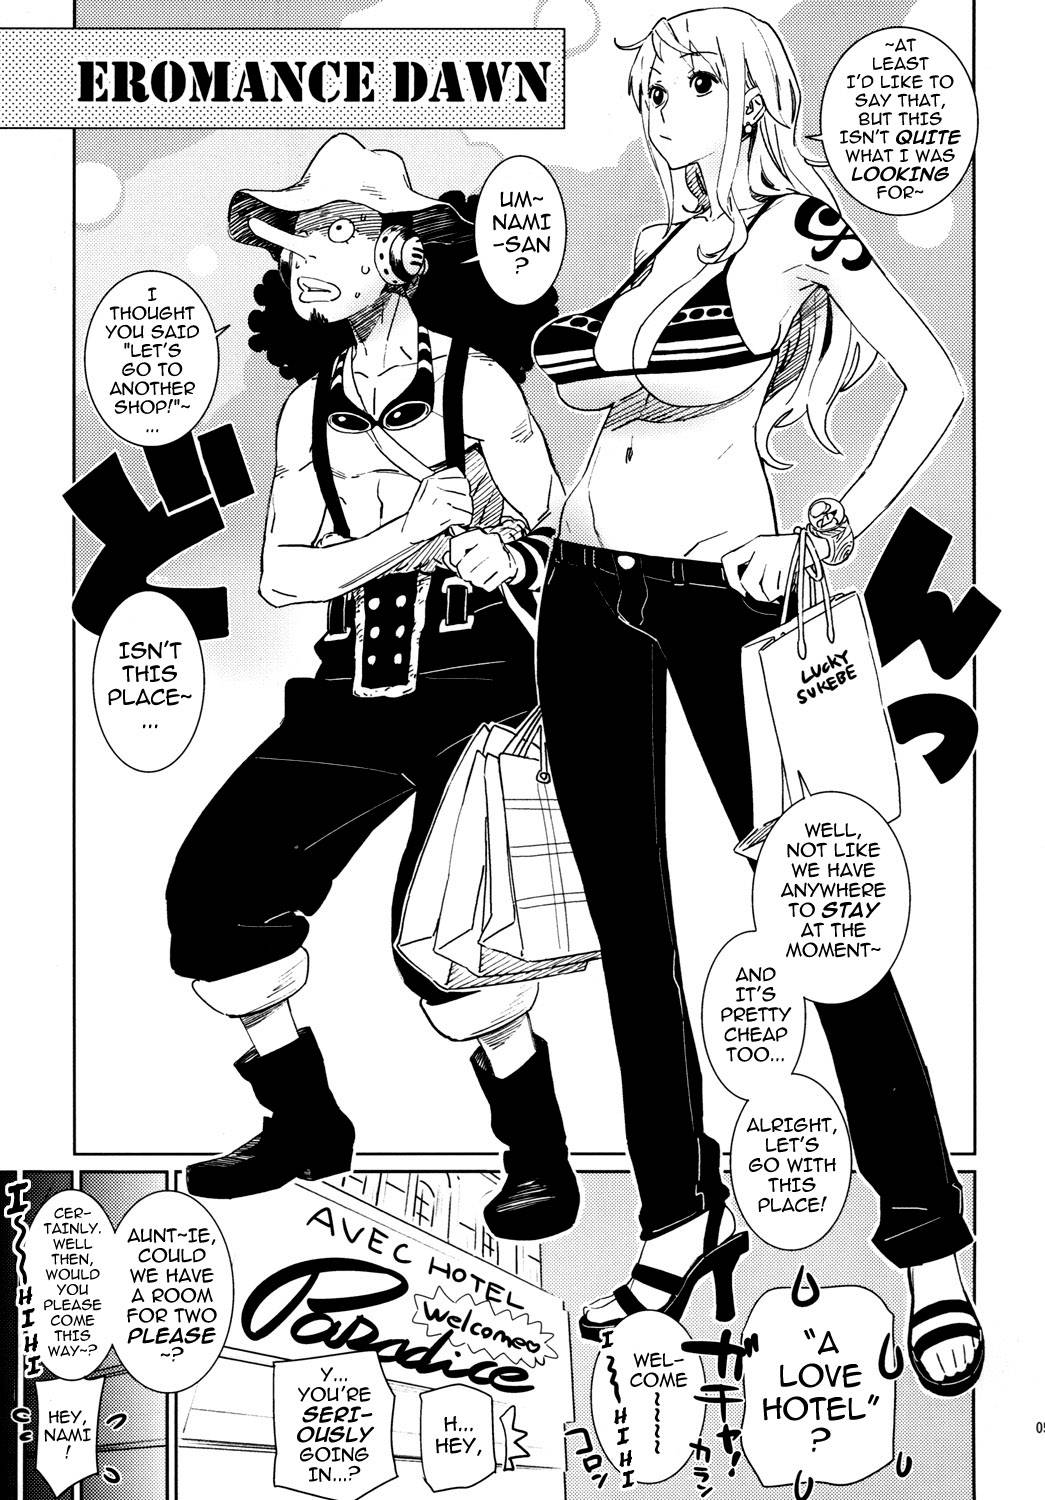 EROMANCE DAWN
~AT
LEAST
I'D LIKE TO
SAY THAT,
BUT THIS
ISN'T QUITE
WHAT I WAS
LOOKING
FOR~
UM~
NAMI
-SAN
?
I
THOUGHT
YOU SAID
"LET'S
GO TO
ANOTHER
SHOP!"~
...
ISN'T
THIS
PLACE~
...
ど
ん
っ
LUCKY
SUKEBE
WELL,
NOT LIKE
WE HAVE
ANYWHERE
TO STAY
AT THE
MOMENT~
AND
IT'S
PRETTY
CHEAP
TOO...
ALRIGHT,
LET'S
GO WITH
THIS
PLACE!
"A
LOVE
HOTEL"
?
ガチャ!
カラン
コロン
WEL-
COME
~~~~~~
I~~HIHI
AVEC HOTEL
Paradice
Welcome♡
H...
HEY,
Y...
YOU'RE
SERI-
OUSLY
GOING
IN...?
AUNT~IE,
COULD
WE HAVE
A ROOM
FOR TWO
PLEASE
~?
CER-
TAINLY.
WELL
THEN,
WOULD
YOU
PLEASE
COME
THIS
WAY~?
I~~HIHI
HEY,
NAMI
!